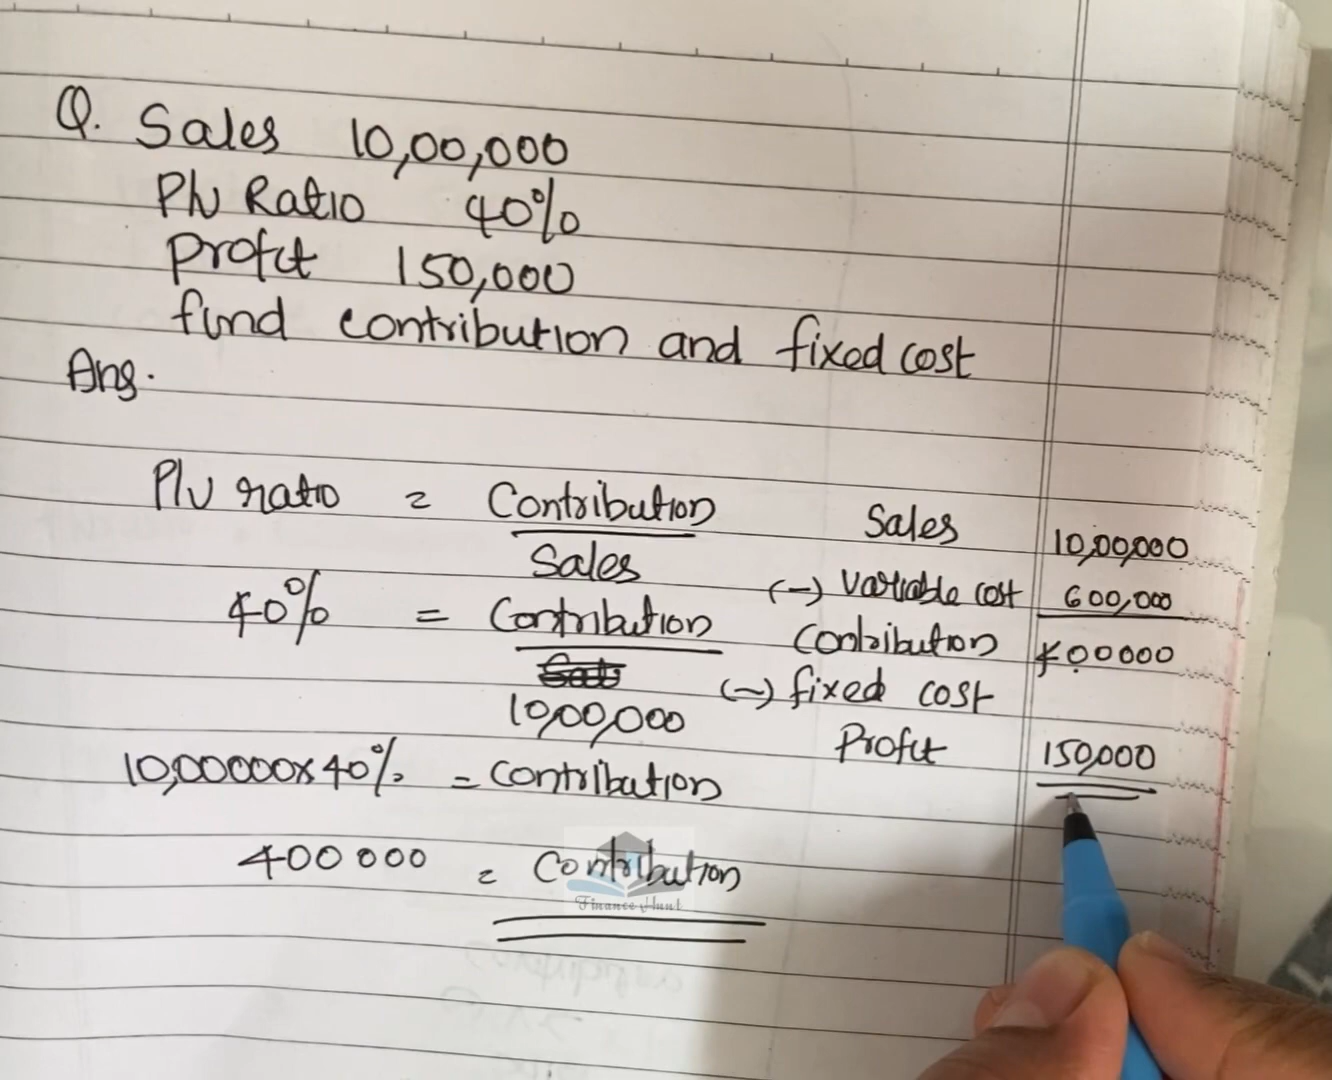 Q. Sales 10,00,000
P/V Ratio 40%
Profit 150,000
find contribution and fixed cost
Ans.
P/V ratio = Contribution
Sales
40% = Contribution
10,00,000
10,00000x40% = Contribution
400000 = Contribution
Sales 10,00,000
(-) Variable cost 600,000
Contribution 400000
(-) fixed cost
Profit 150,000
Finance Hunt